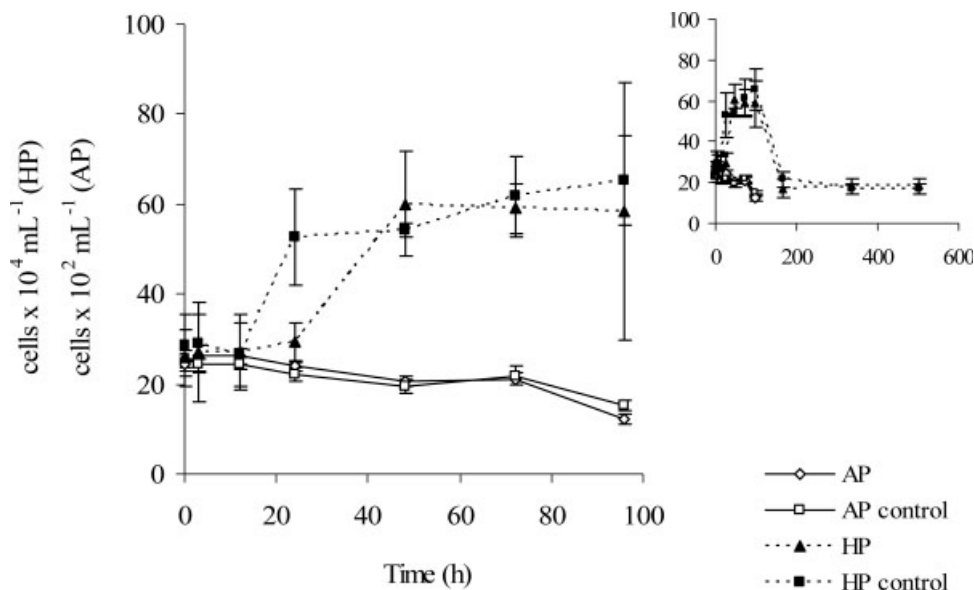 cells x 10⁴ mL⁻¹ (HP)
cells x 10² mL⁻¹ (AP)
100
80
60
40
20
0
0 20 40 60 80 100
Time (h)
100
80
60
40
20
0
0 200 400 600
AP
AP control
HP
HP control